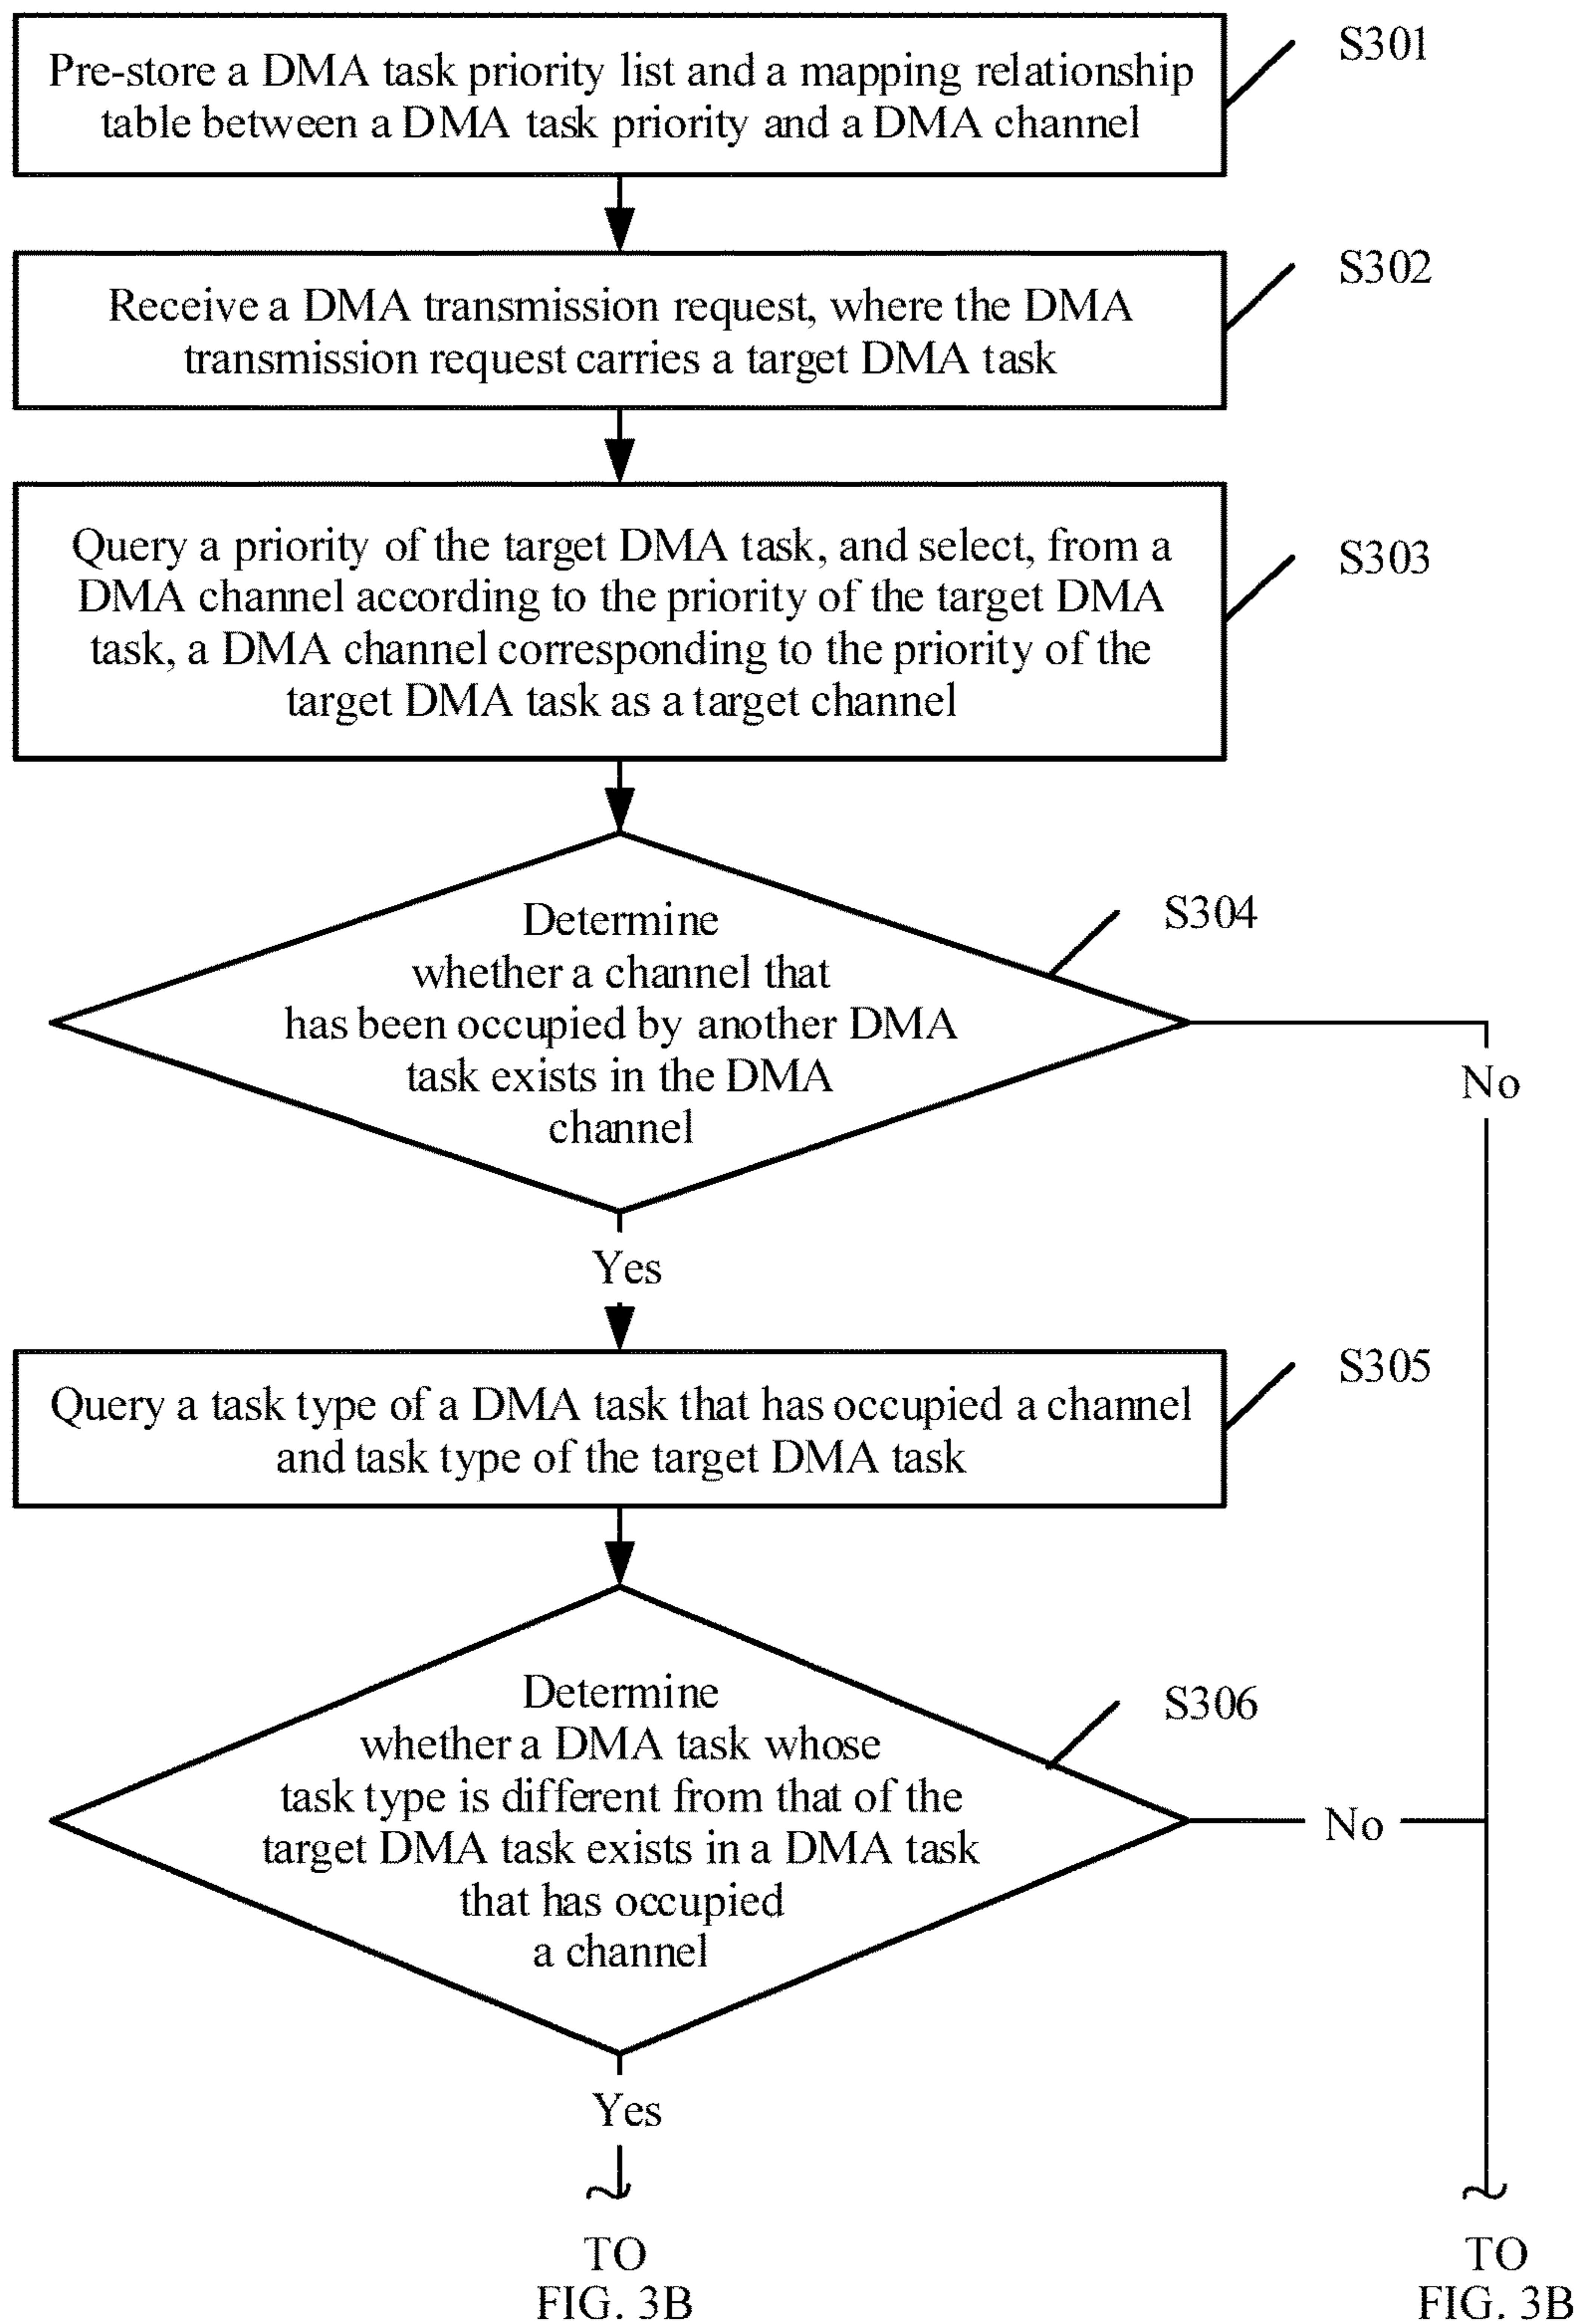 Pre-store a DMA task priority list and a mapping relationship
table between a DMA task priority and a DMA channel
S301
Receive a DMA transmission request, where the DMA
transmission request carries a target DMA task
S302
Query a priority of the target DMA task, and select, from a
DMA channel according to the priority of the target DMA
task, a DMA channel corresponding to the priority of the
target DMA task as a target channel
S303
Determine
whether a channel that
has been occupied by another DMA
task exists in the DMA
channel
S304
No
Yes
Query a task type of a DMA task that has occupied a channel
and task type of the target DMA task
S305
Determine
whether a DMA task whose
task type is different from that of the
target DMA task exists in a DMA task
that has occupied
a channel
S306
No
Yes
TO
FIG. 3B
TO
FIG. 3B